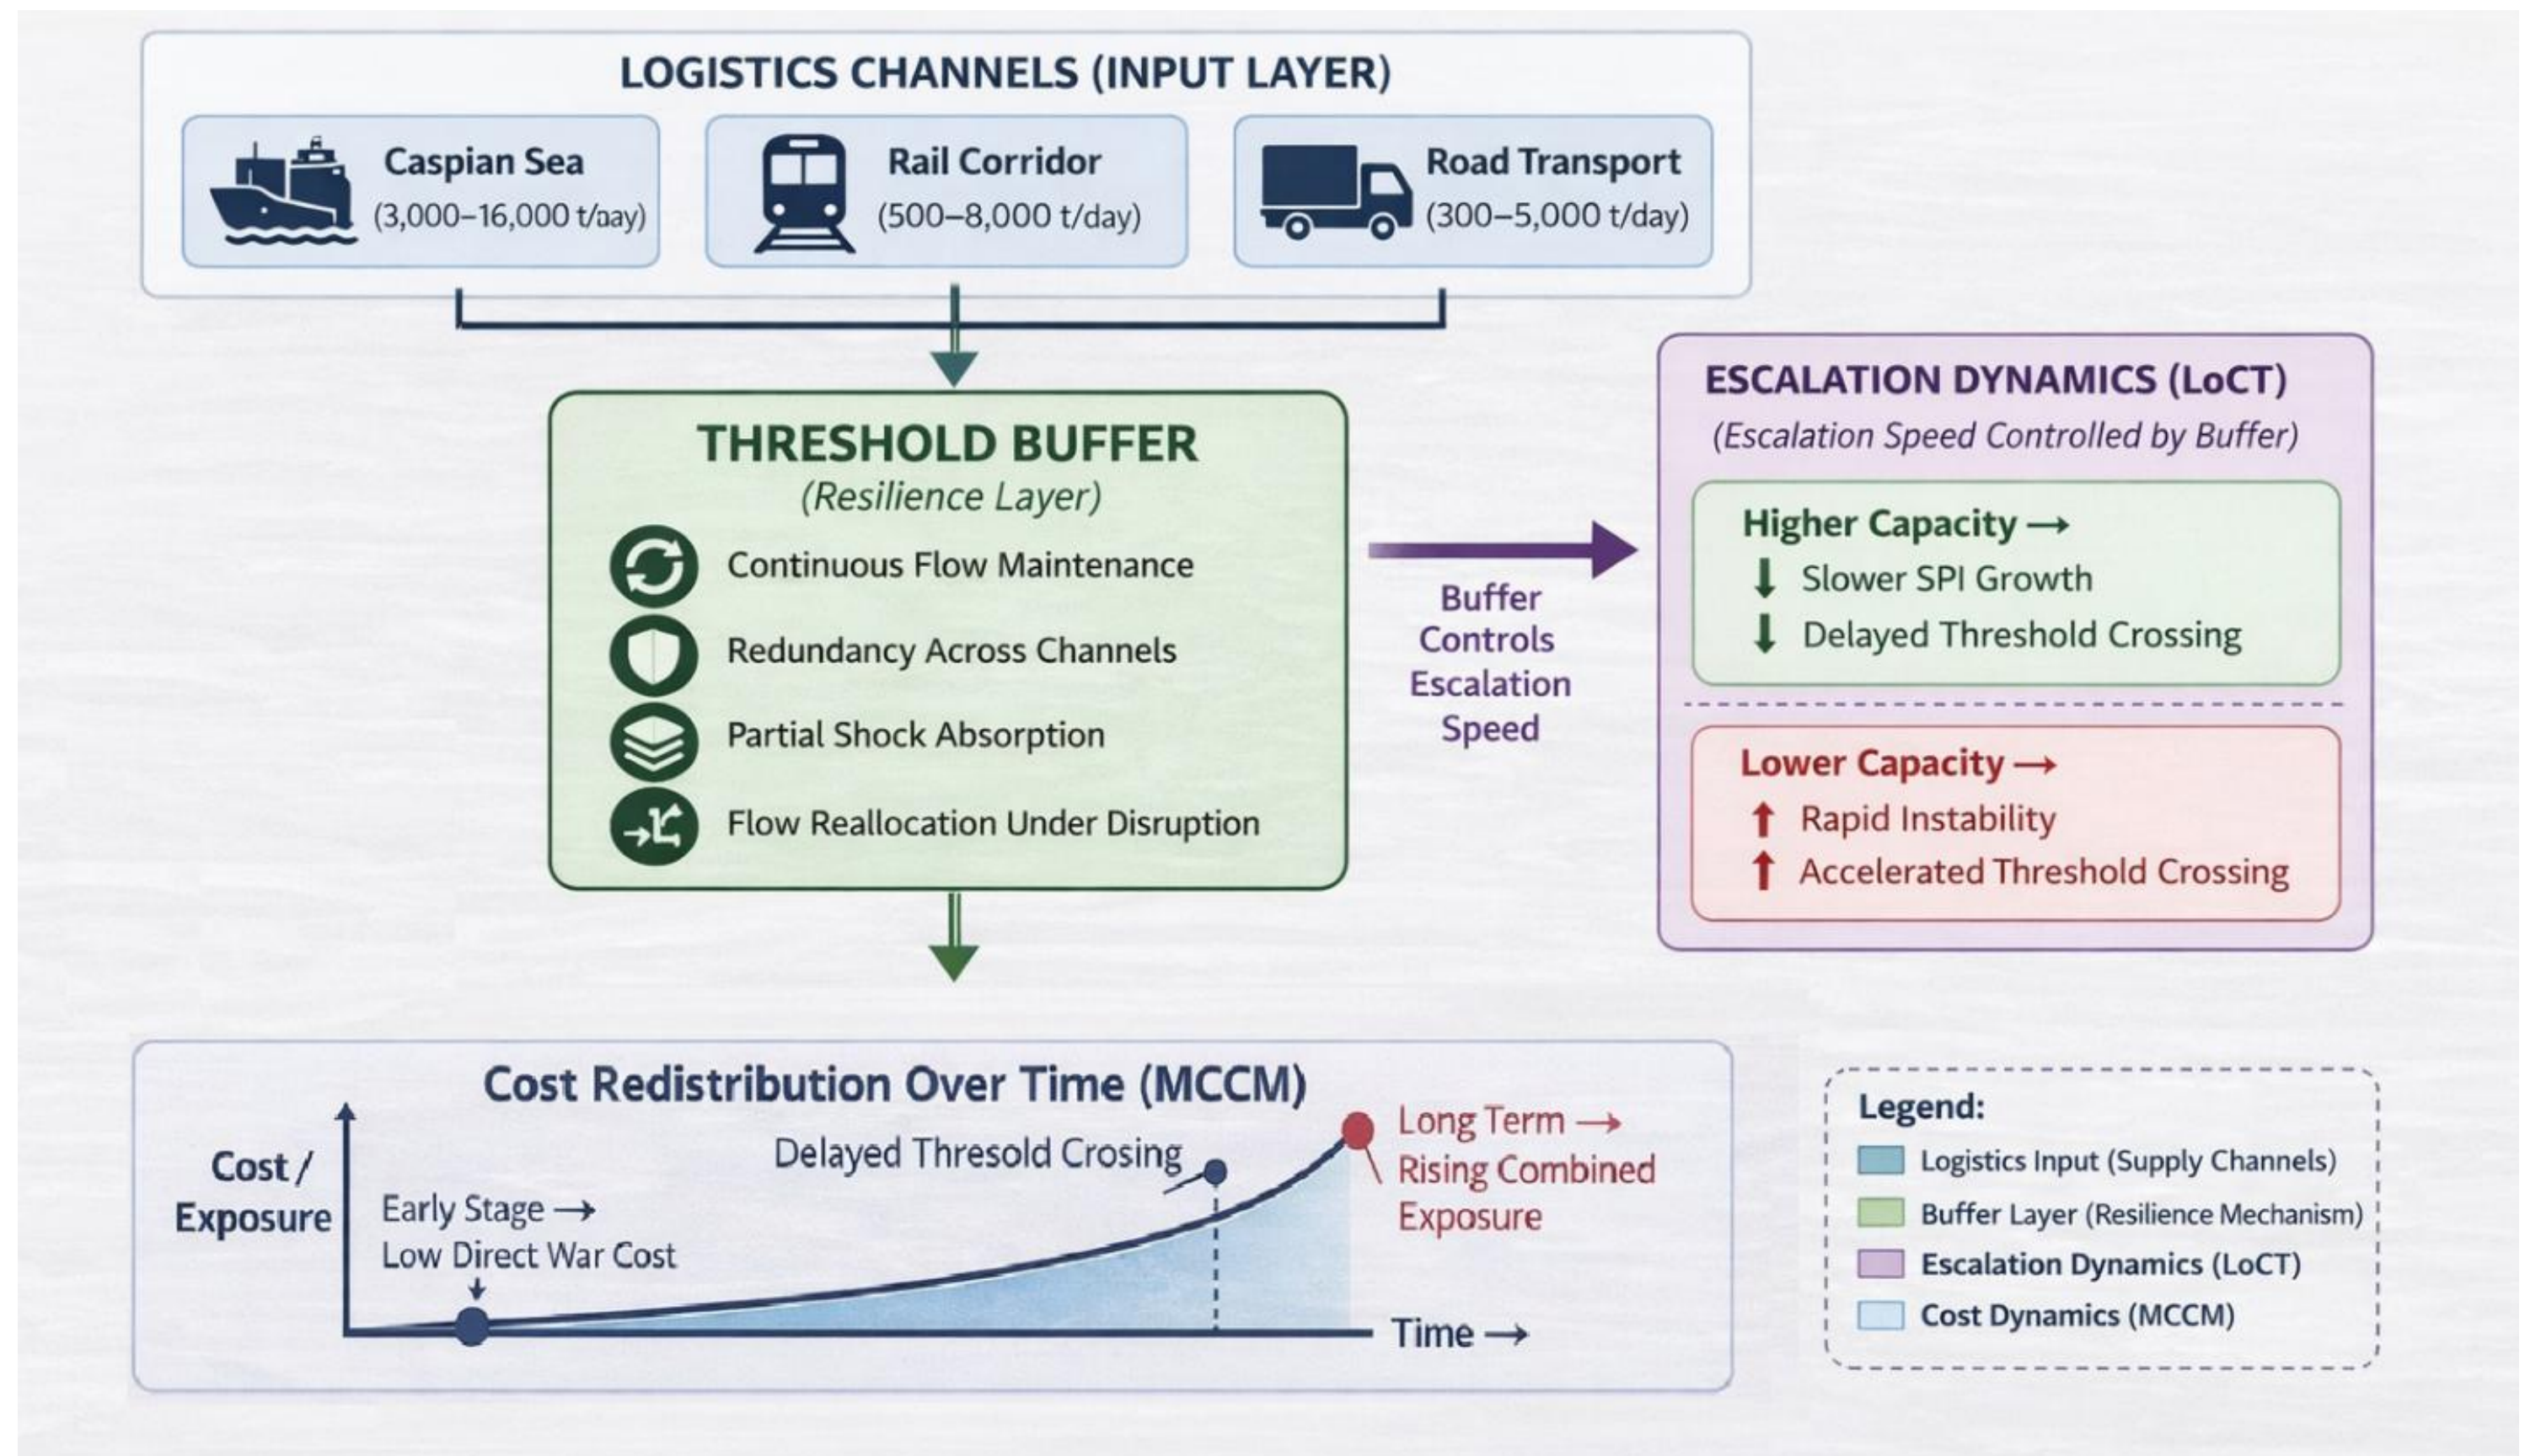 LOGISTICS CHANNELS (INPUT LAYER)
Caspian Sea
(3,000–16,000 t/aay)
Rail Corridor
(500–8,000 t/day)
Road Transport
(300–5,000 t/day)
THRESHOLD BUFFER
(Resilience Layer)
Continuous Flow Maintenance
Redundancy Across Channels
Partial Shock Absorption
Flow Reallocation Under Disruption
Buffer
Controls
Escalation
Speed
ESCALATION DYNAMICS (LoCT)
(Escalation Speed Controlled by Buffer)
Higher Capacity →
↓ Slower SPI Growth
↓ Delayed Threshold Crossing
Lower Capacity →
↑ Rapid Instability
↑ Accelerated Threshold Crossing
Cost Redistribution Over Time (MCCM)
Cost /
Exposure
Early Stage →
Low Direct War Cost
Delayed Thresold Crosing
Long Term →
Rising Combined
Exposure
Time →
Legend:
Logistics Input (Supply Channels)
Buffer Layer (Resilience Mechanism)
Escalation Dynamics (LoCT)
Cost Dynamics (MCCM)